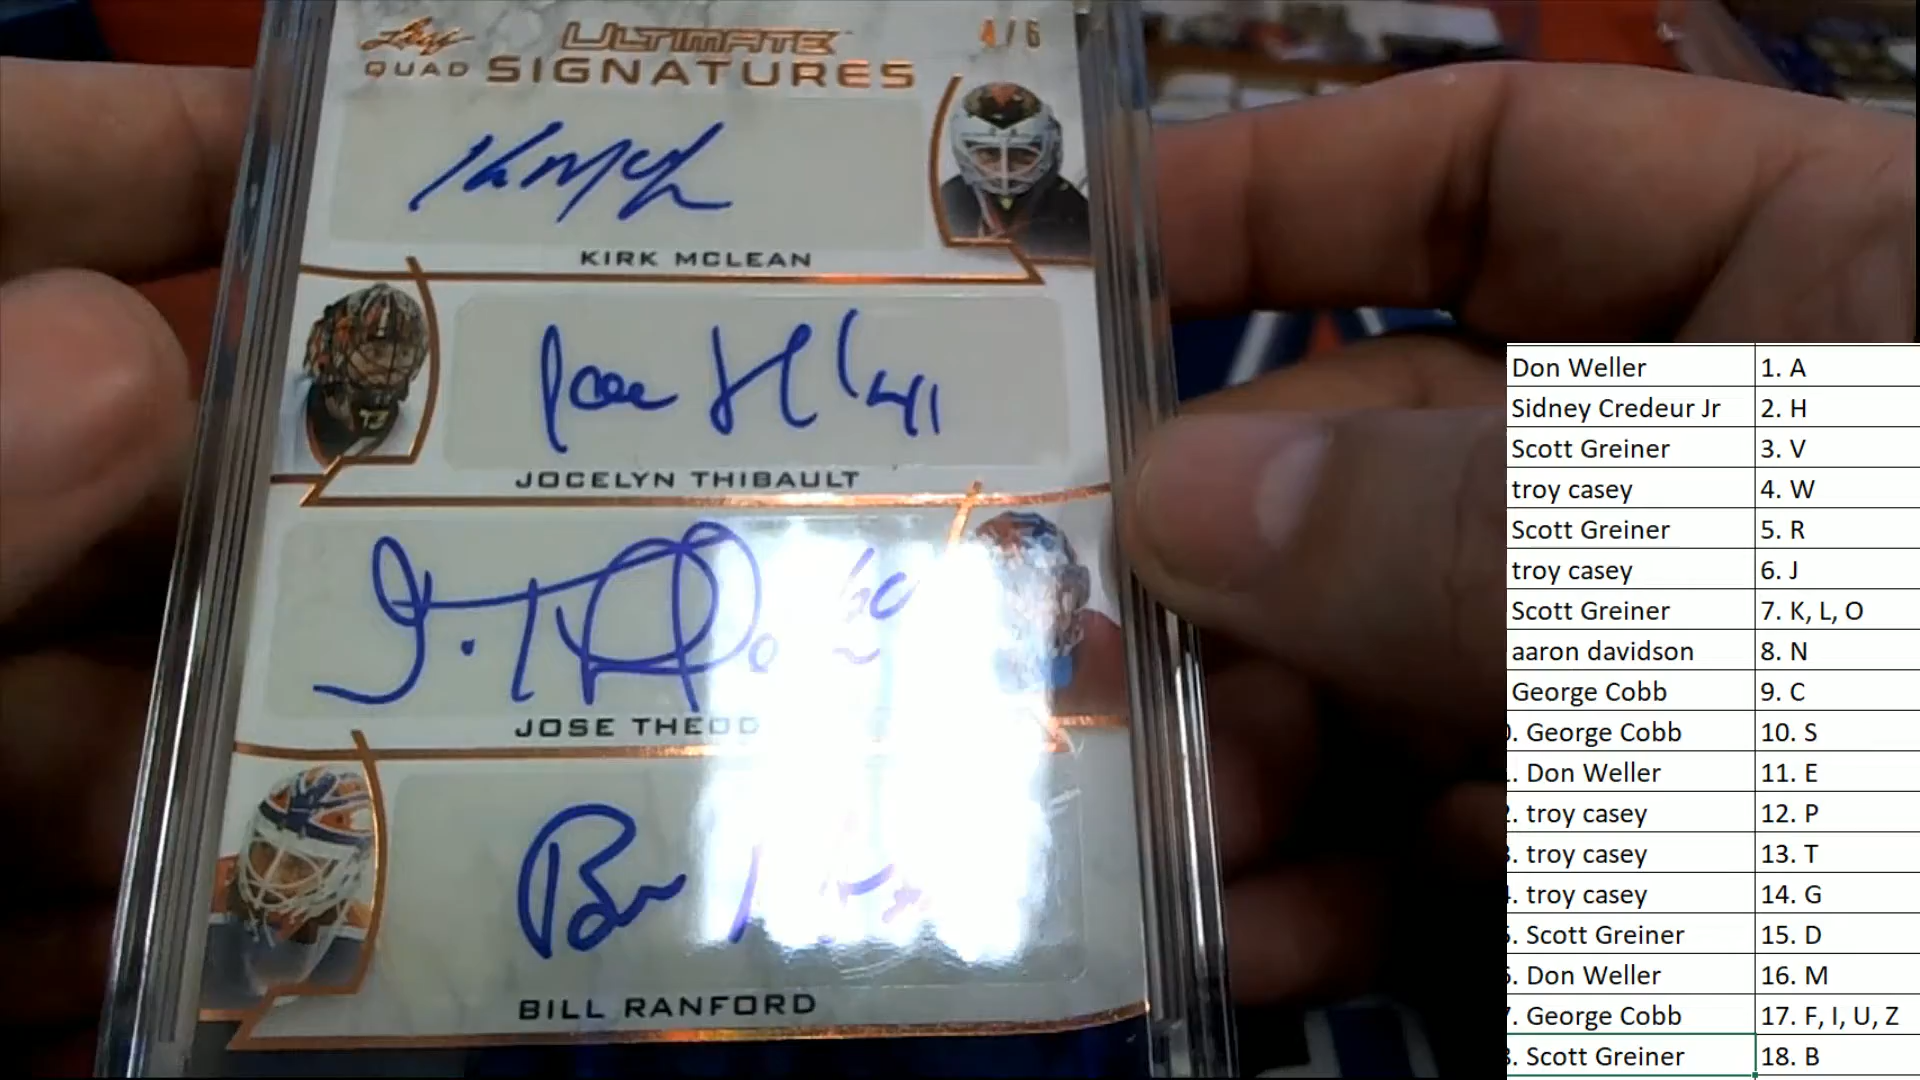 Leaf ULTIMATE 4/6
QUAD SIGNATURES
KIRK MCLEAN
JOCELYN THIBAULT
41
60
JOSE THEOD
BILL RANFORD
Don Weller 1. A
Sidney Credeur Jr 2. H
Scott Greiner 3. V
troy casey 4. W
Scott Greiner 5. R
troy casey 6. J
Scott Greiner 7. K, L, O
aaron davidson 8. N
George Cobb 9. C
. George Cobb 10. S
. Don Weller 11. E
. troy casey 12. P
. troy casey 13. T
. troy casey 14. G
. Scott Greiner 15. D
. Don Weller 16. M
. George Cobb 17. F, I, U, Z
. Scott Greiner 18. B